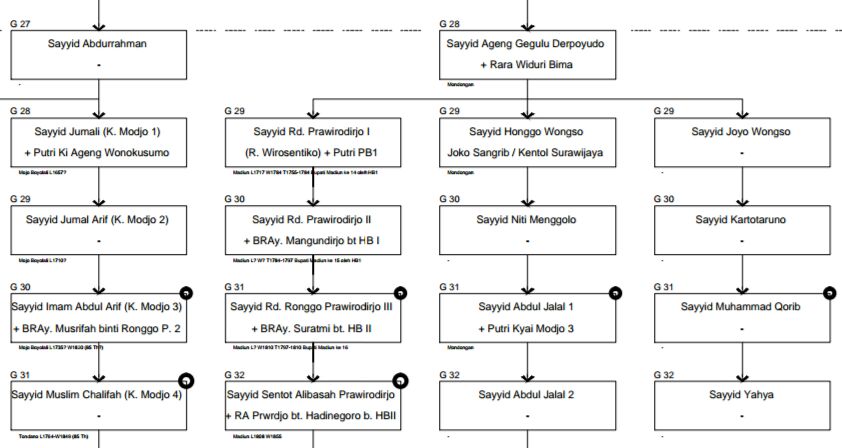 G 27
Sayyid Abdurrahman
-
G 28
Sayyid Ageng Gegulu Derpoyudo
+ Rara Widuri Bima
Mandongan
G 28
Sayyid Jumali (K. Modjo 1)
+ Putri Ki Ageng Wonokusumo
Mojo Boyolali L1657?
G 29
Sayyid Rd. Prawirodirjo I
(R. Wirosentiko) + Putri PB1
Madiun L1717 W1784 T1755-1784 Bupati Madiun ke 14 oleh HB1
G 29
Sayyid Honggo Wongso
Joko Sangrib / Kentol Surawijaya
G 29
Sayyid Joyo Wongso
-
G 29
Sayyid Jumal Arif (K. Modjo 2)
-
Mojo Boyolali L1710?
G 30
Sayyid Rd. Prawirodirjo II
+ BRAy. Mangundirjo bt HB I
Madiun L? W? T1784-1797 Bupati Madiun ke 15 oleh HB1
G 30
Sayyid Niti Menggolo
-
G 30
Sayyid Kartotaruno
-
G 30
Sayyid Imam Abdul Arif (K. Modjo 3)
+ BRAy. Musrifah binti Ronggo P. 2
Mojo Boyolali L1735? W1820 (85 Th?)
G 31
Sayyid Rd. Ronggo Prawirodirjo III
+ BRAy. Suratmi bt. HB II
Madiun L? W1810 T1797-1810 Bupati Madiun ke 16
G 31
Sayyid Abdul Jalal 1
+ Putri Kyai Modjo 3
Mandongan
G 31
Sayyid Muhammad Qorib
-
G 31
Sayyid Muslim Chalifah (K. Modjo 4)
-
Tondano L1764-W1849 (85 Th)
G 32
Sayyid Sentot Alibasah Prawirodirjo
+ RA Prwrdjo bt. Hadinegoro b. HBII
Madiun L1808 W1855
G 32
Sayyid Abdul Jalal 2
-
G 32
Sayyid Yahya
-